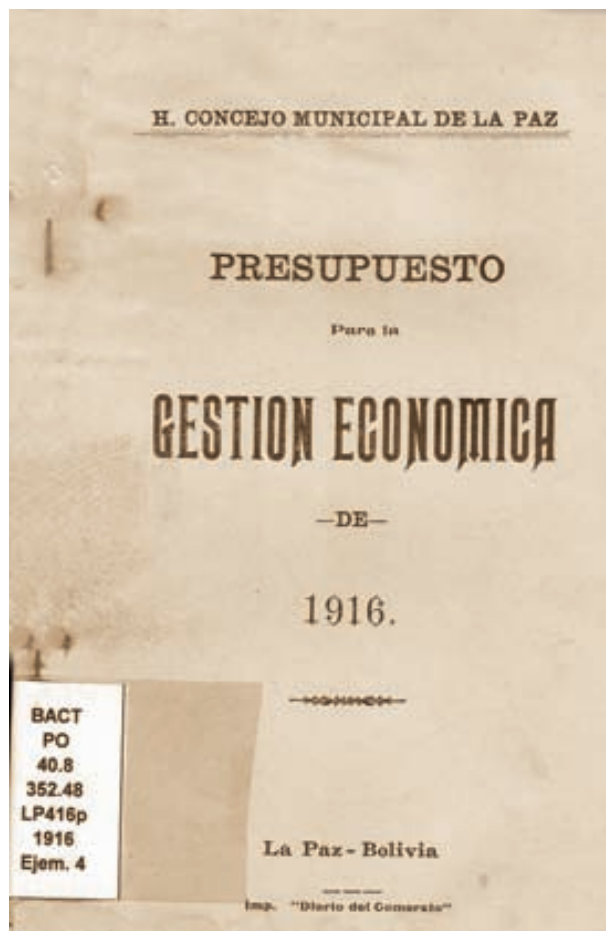 H. CONCEJO MUNICIPAL DE LA PAZ
PRESUPUESTO
Para la
GESTION ECONOMICA
—DE—
1916.
BACT
PO
40.8
352.48
LP416p
1916
Ejem. 4
La Paz - Bolivia
Imp. "Diario del Comercio"